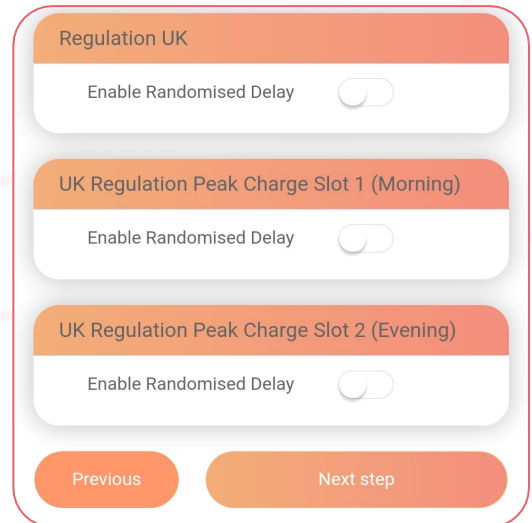 Regulation UK
Enable Randomised Delay
UK Regulation Peak Charge Slot 1 (Morning)
Enable Randomised Delay
UK Regulation Peak Charge Slot 2 (Evening)
Enable Randomised Delay
Previous
Next step